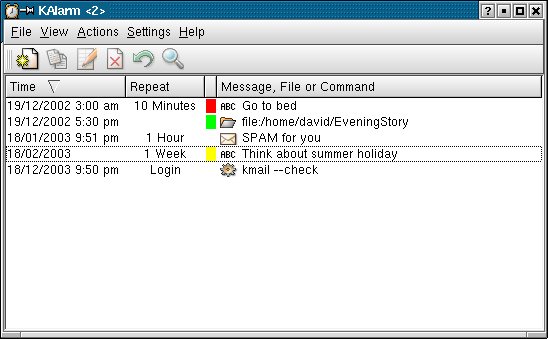 KAlarm <2>
File View Actions Settings Help
Time Repeat Message, File or Command
19/12/2002 3:00 am 10 Minutes ABC Go to bed
19/12/2002 5:30 pm file:/home/david/EveningStory
18/01/2003 9:51 pm 1 Hour SPAM for you
18/02/2003 1 Week ABC Think about summer holiday
18/12/2003 9:50 pm Login kmail --check